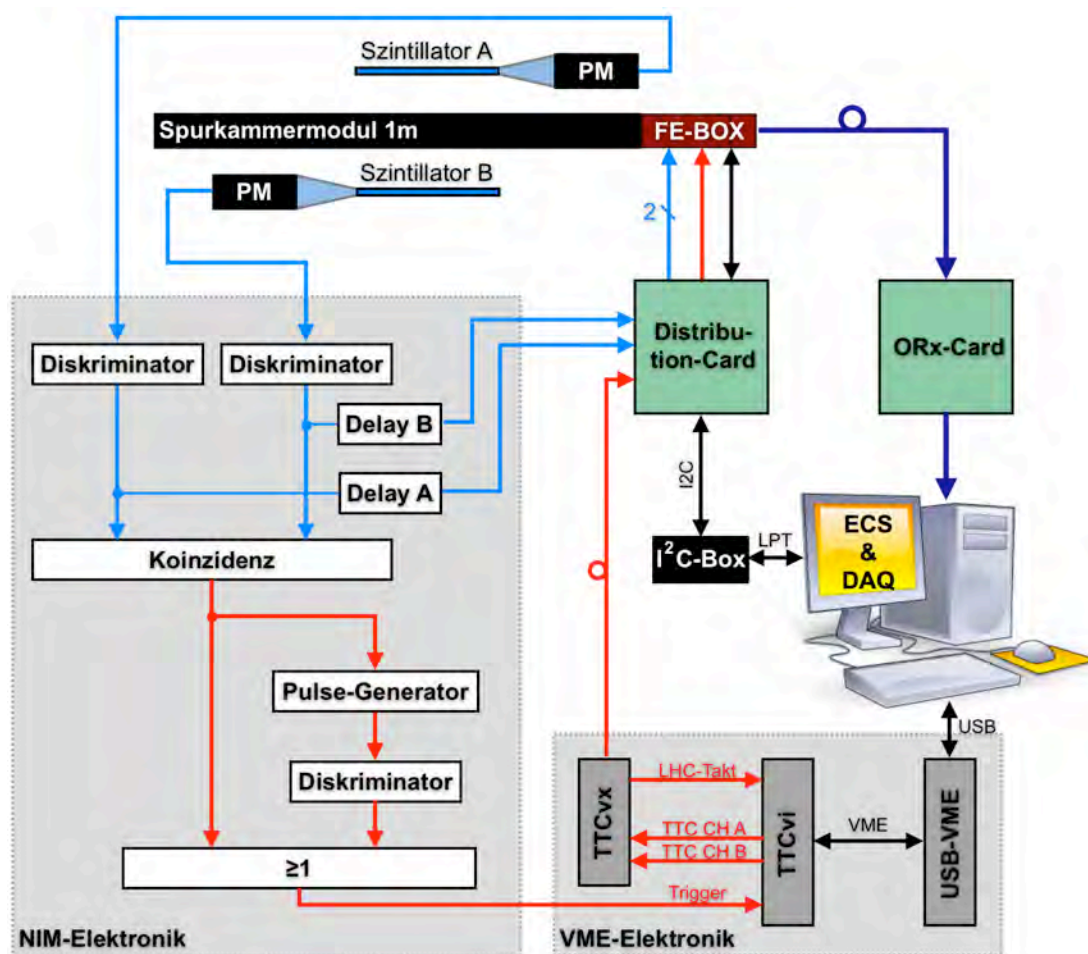 Szintillator A
PM
Spurkammermodul 1m
FE-BOX
PM
Szintillator B
2
Diskriminator
Diskriminator
Distribu-
tion-Card
ORx-Card
Delay B
Delay A
I2C
Koinzidenz
I²C-Box
LPT
ECS
&
DAQ
Pulse-Generator
USB
Diskriminator
TTCvx
LHC-Takt
TTC CH A
TTC CH B
Trigger
TTCvi
VME
USB-VME
≥1
NIM-Elektronik
VME-Elektronik